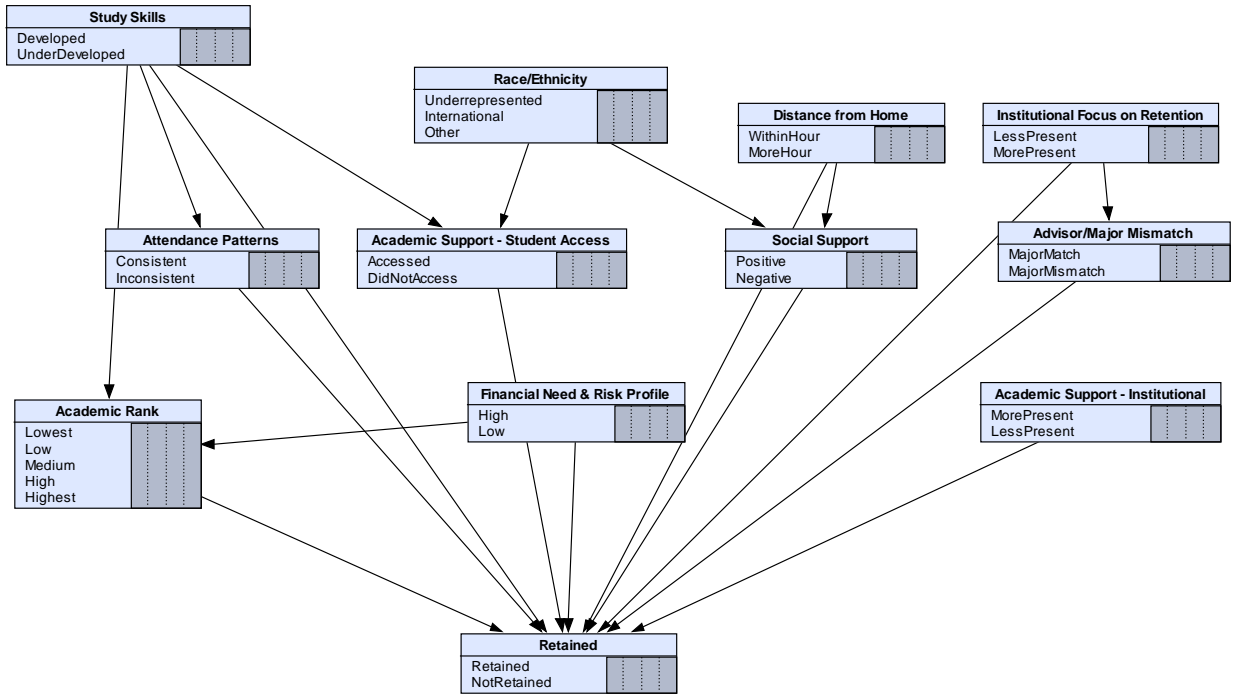 Study Skills
Developed
UnderDeveloped
Race/Ethnicity
Underrepresented
International
Other
Distance from Home
WithinHour
MoreHour
Institutional Focus on Retention
LessPresent
MorePresent
Attendance Patterns
Consistent
Inconsistent
Academic Support - Student Access
Accessed
DidNotAccess
Social Support
Positive
Negative
Advisor/Major Mismatch
MajorMatch
MajorMismatch
Academic Rank
Lowest
Low
Medium
High
Highest
Financial Need & Risk Profile
High
Low
Academic Support - Institutional
MorePresent
LessPresent
Retained
Retained
NotRetained